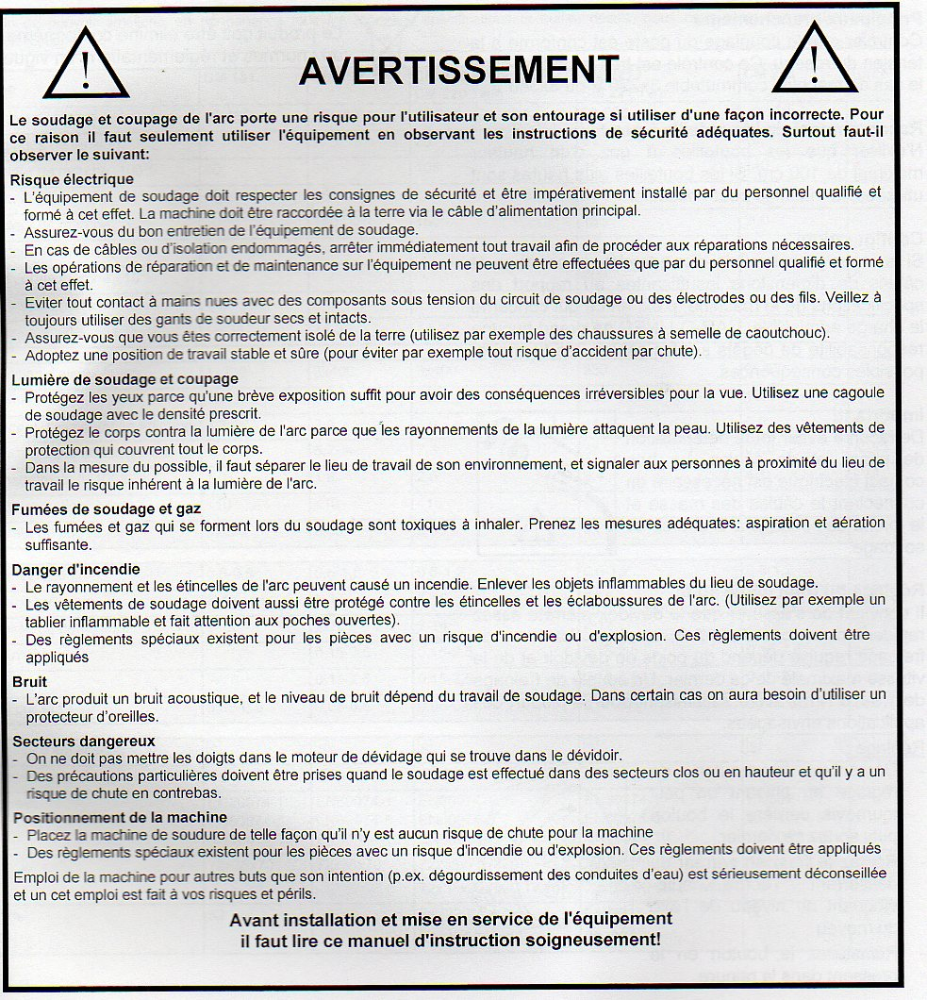 AVERTISSEMENT
Le soudage et coupage de l'arc porte une risque pour l'utilisateur et son entourage si utiliser d'une façon incorrecte. Pour
ce raison il faut seulement utiliser l'équipement en observant les instructions de sécurité adéquates. Surtout faut-il
observer le suivant:
Risque électrique
- L'équipement de soudage doit respecter les consignes de sécurité et être impérativement installé par du personnel qualifié et
formé à cet effet. La machine doit être raccordée à la terre via le câble d'alimentation principal.
- Assurez-vous du bon entretien de l'équipement de soudage.
- En cas de câbles ou d'isolation endommagés, arrêter immédiatement tout travail afin de procéder aux réparations nécessaires.
- Les opérations de réparation et de maintenance sur l'équipement ne peuvent être effectuées que par du personnel qualifié et formé
à cet effet.
- Eviter tout contact à mains nues avec des composants sous tension du circuit de soudage ou des électrodes ou des fils. Veillez à
toujours utiliser des gants de soudeur secs et intacts.
- Assurez-vous que vous êtes correctement isolé de la terre (utilisez par exemple des chaussures à semelle de caoutchouc).
- Adoptez une position de travail stable et sûre (pour éviter par exemple tout risque d'accident par chute).
Lumière de soudage et coupage
- Protégez les yeux parce qu'une brève exposition suffit pour avoir des conséquences irréversibles pour la vue. Utilisez une cagoule
de soudage avec le densité prescrit.
- Protégez le corps contra la lumière de l'arc parce que les rayonnements de la lumière attaquent la peau. Utilisez des vêtements de
protection qui couvrent tout le corps.
- Dans la mesure du possible, il faut séparer le lieu de travail de son environnement, et signaler aux personnes à proximité du lieu de
travail le risque inhérent à la lumière de l'arc.
Fumées de soudage et gaz
- Les fumées et gaz qui se forment lors du soudage sont toxiques à inhaler. Prenez les mesures adéquates: aspiration et aération
suffisante.
Danger d'incendie
- Le rayonnement et les étincelles de l'arc peuvent causé un incendie. Enlever les objets inflammables du lieu de soudage.
- Les vêtements de soudage doivent aussi être protégé contre les étincelles et les éclaboussures de l'arc. (Utilisez par exemple un
tablier inflammable et fait attention aux poches ouvertes).
- Des règlements spéciaux existent pour les pièces avec un risque d'incendie ou d'explosion. Ces règlements doivent être
appliqués
Bruit
- L'arc produit un bruit acoustique, et le niveau de bruit dépend du travail de soudage. Dans certain cas on aura besoin d'utiliser un
protecteur d'oreilles.
Secteurs dangereux
- On ne doit pas mettre les doigts dans le moteur de dévidage qui se trouve dans le dévidoir.
- Des précautions particulières doivent être prises quand le soudage est effectué dans des secteurs clos ou en hauteur et qu'il y a un
risque de chute en contrebas.
Positionnement de la machine
- Placez la machine de soudure de telle façon qu'il n'y est aucun risque de chute pour la machine
- Des règlements spéciaux existent pour les pièces avec un risque d'incendie ou d'explosion. Ces règlements doivent être appliqués
Emploi de la machine pour autres buts que son intention (p.ex. dégourdissement des conduites d'eau) est sérieusement déconseillée
et un cet emploi est fait à vos risques et périls.
Avant installation et mise en service de l'équipement
il faut lire ce manuel d'instruction soigneusement!